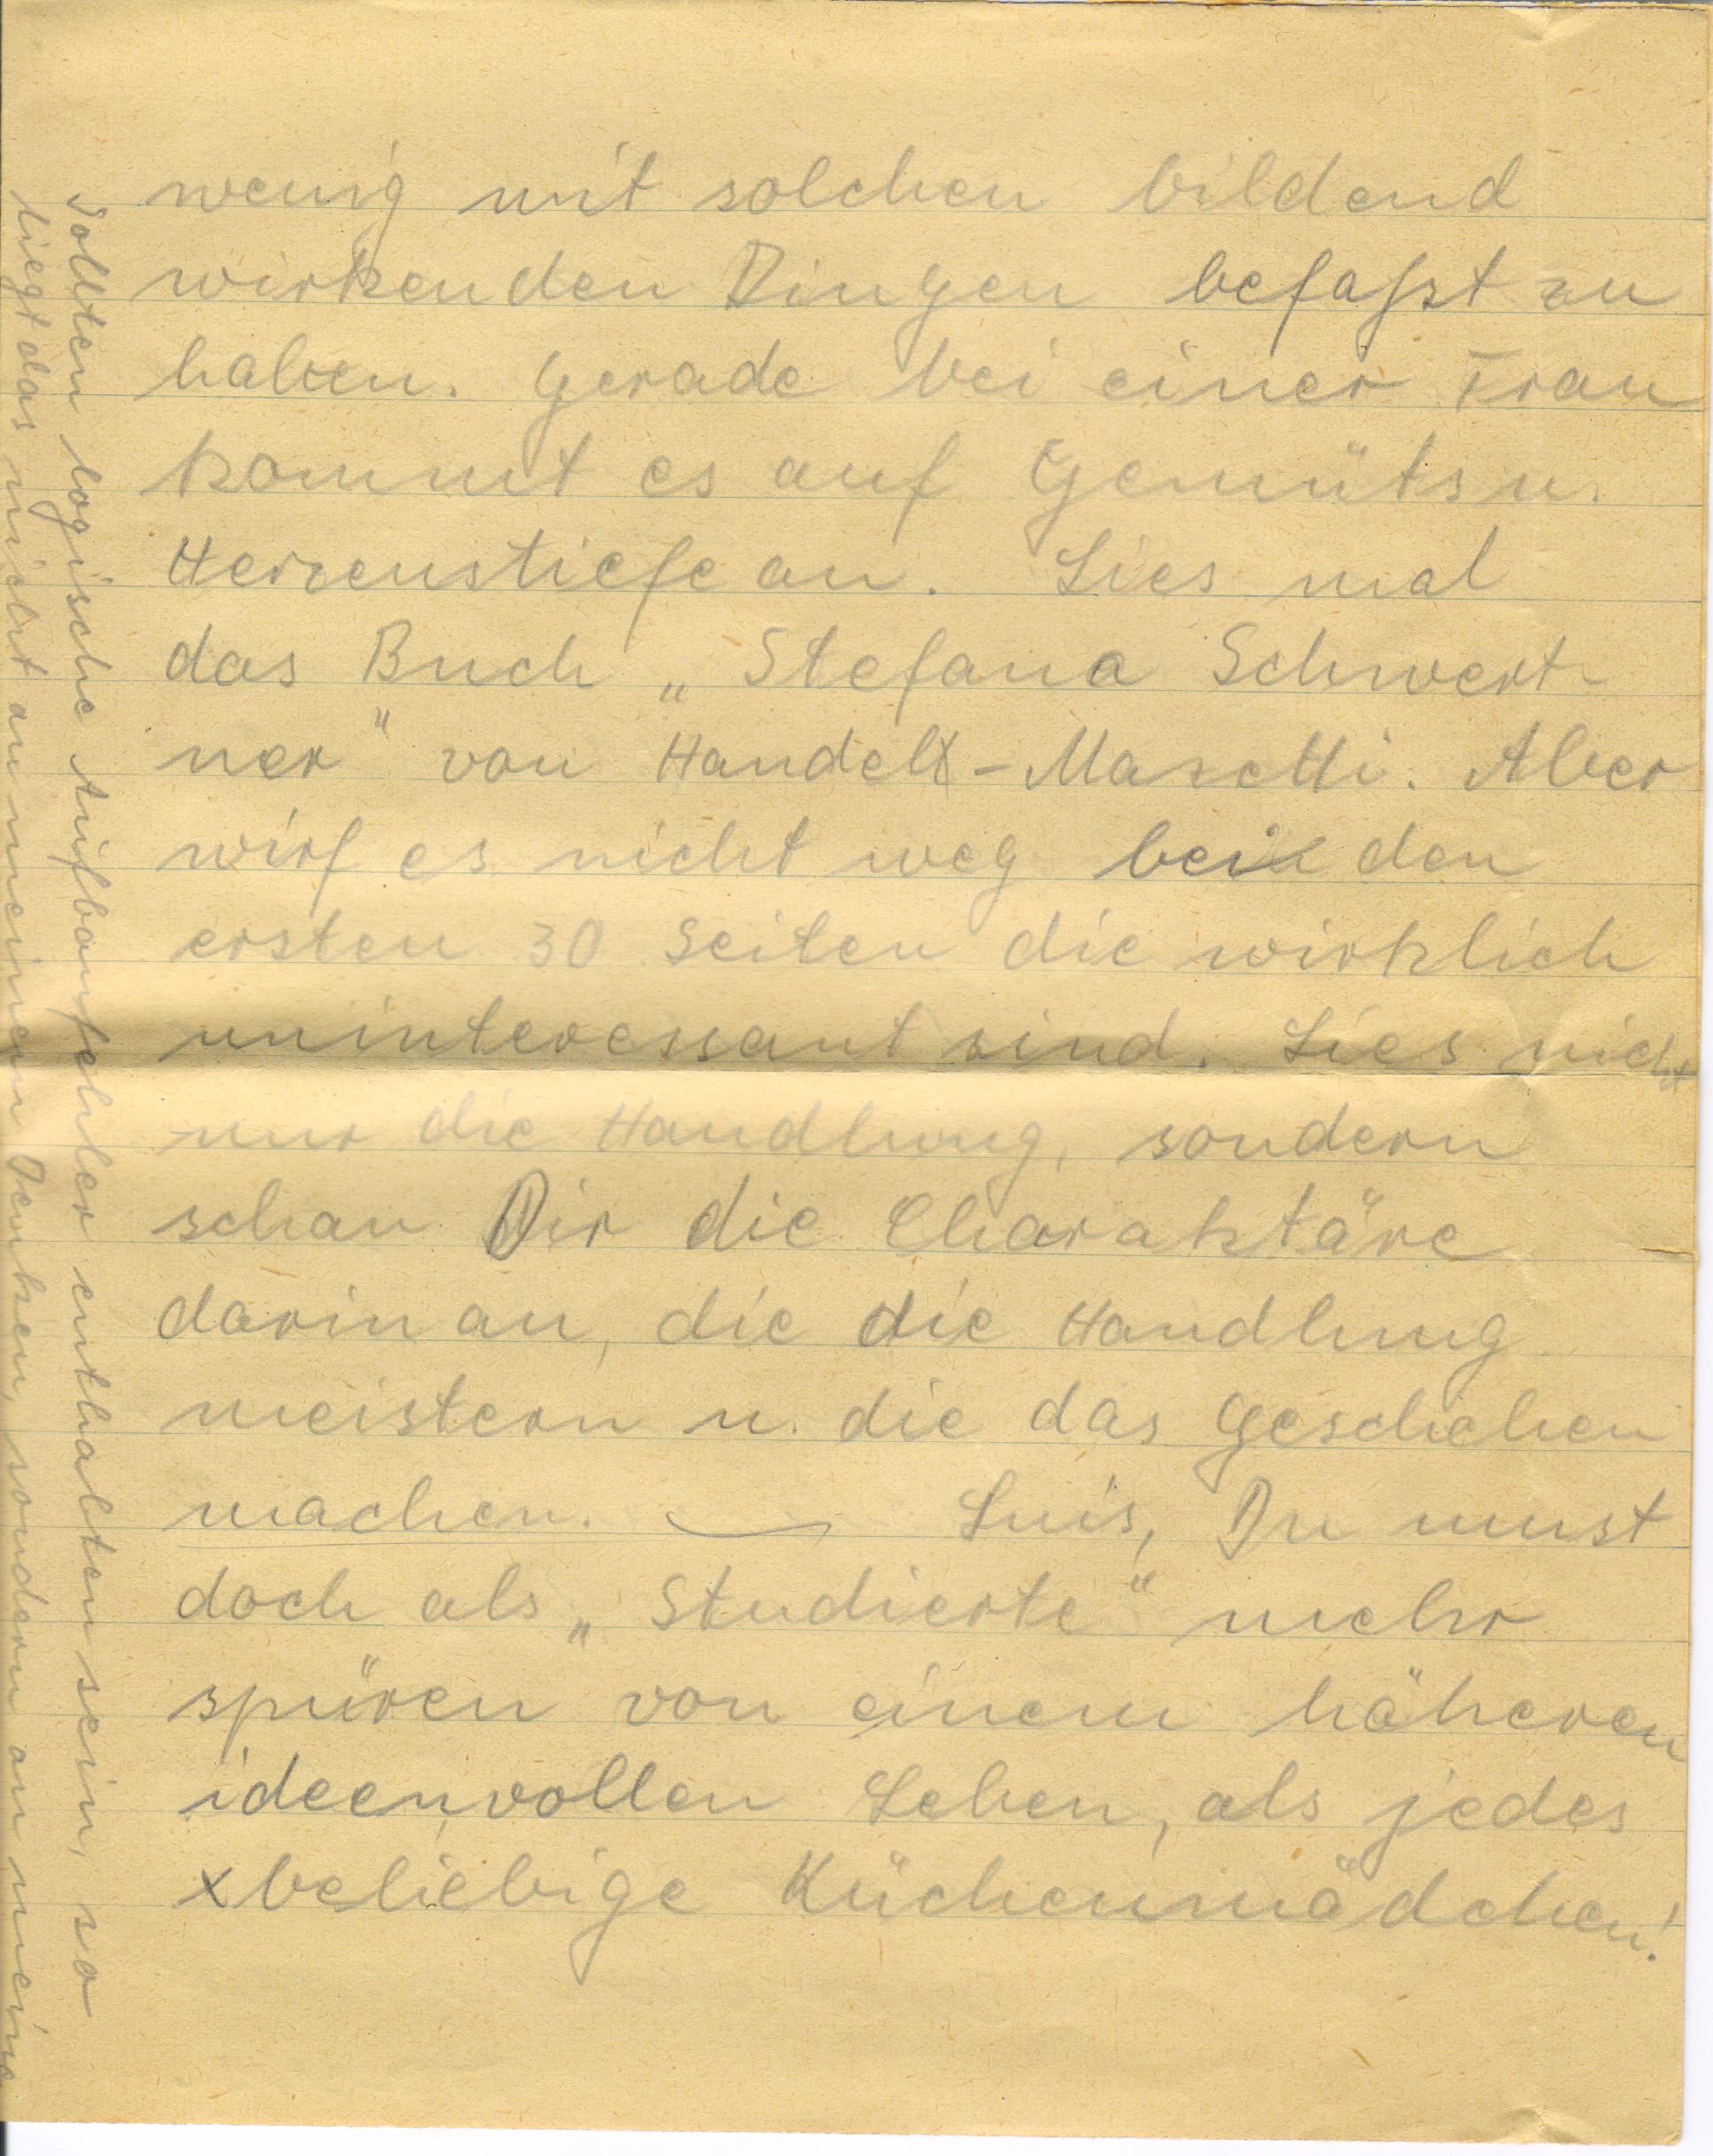 wenig mit solchen bildend
wirkenden Dingen befaßt zu
haben. Gerade bei einer Frau
kommt es auf Gemüts u.
Herzenstiefe an. Lies mal
das Buch „Stefana Schwert-
ner" von Handel-Mazetti. Aber
wirf es nicht weg bei den
ersten 30 Seiten die wirklich
uninteressant sind. Lies nicht
nur die Handlung, sondern
schau Dir die Charaktäre
darin an, die die Handlung
meistern u. die das Geschehen
machen. — Luis, Du must
doch als „Studierte" mehr
spüren von einem höheren
ideenvollen Leben, als jedes
x beliebige Küchenmädchen!
Sollten logische Aufbaufehler enthalten sein, so
liegt das nicht an meinem Denken, sondern an meine